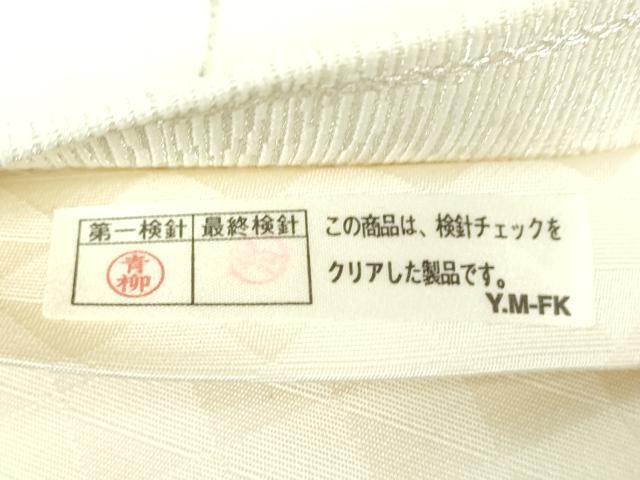 第一検針 最終検針
青柳
この商品は、検針チェックを
クリアした製品です。
Y.M-FK